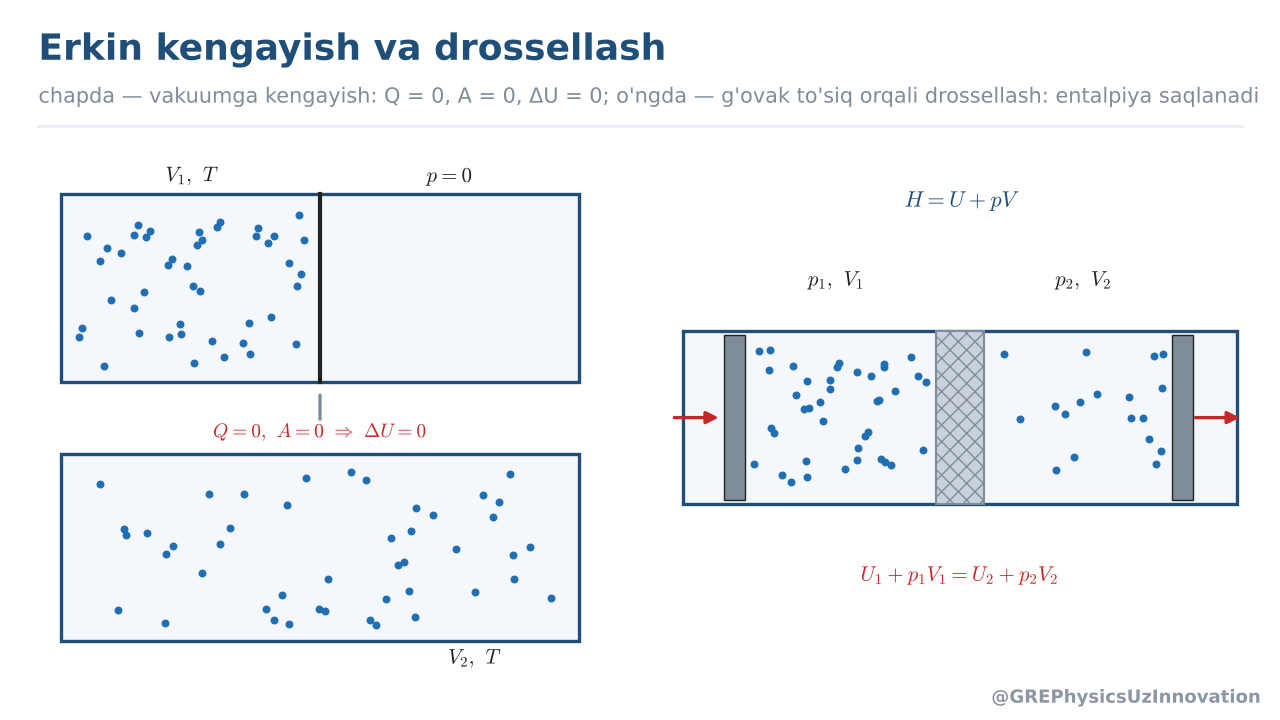 Erkin kengayish va drossellash
chapda — vakuumga kengayish: Q = 0, A = 0, ΔU = 0; o'ngda — g'ovak to'siq orqali drossellash: entalpiya saqlanadi
V₁, T
p = 0
Q = 0, A = 0 ⇒ ΔU = 0
V₂, T
H = U + pV
p₁, V₁
p₂, V₂
U₁ + p₁V₁ = U₂ + p₂V₂
@GREPhysicsUzInnovation